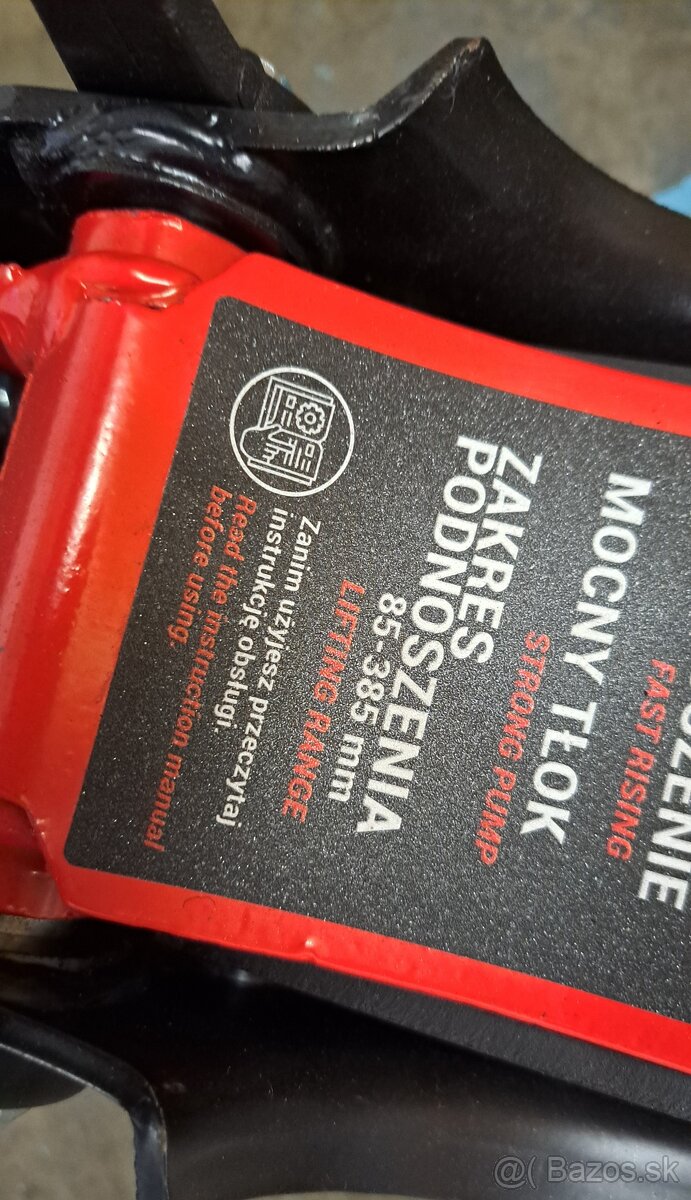 SZENIE
FAST RISING
MOCNY TŁOK
STRONG PUMP
ZAKRES
PODNOSZENIA
85-385 mm
LIFTING RANGE
Zanim użyjesz przeczytaj
instrukcję obsługi.
Read the instruction manual
before using.
@( Bazos.sk